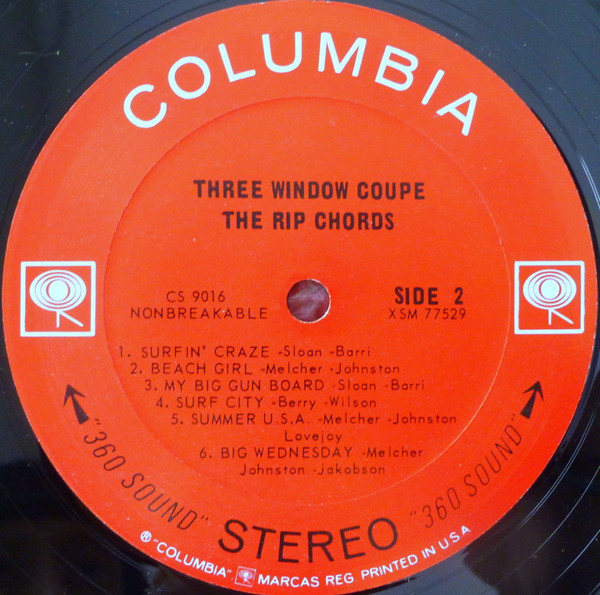 COLUMBIA
THREE WINDOW COUPE
THE RIP CHORDS
CS 9016
NONBREAKABLE
SIDE 2
XSM 77529
1. SURFIN' CRAZE -Sloan -Barri
2. BEACH GIRL -Melcher -Johnston
3. MY BIG GUN BOARD -Sloan -Barri
4. SURF CITY -Berry -Wilson
5. SUMMER U.S.A. -Melcher -Johnston
Lovejoy
6. BIG WEDNESDAY -Melcher
Johnston -Jakobson
"360 SOUND" STEREO "360 SOUND"
® "COLUMBIA" MARCAS REG. PRINTED IN U.S.A.